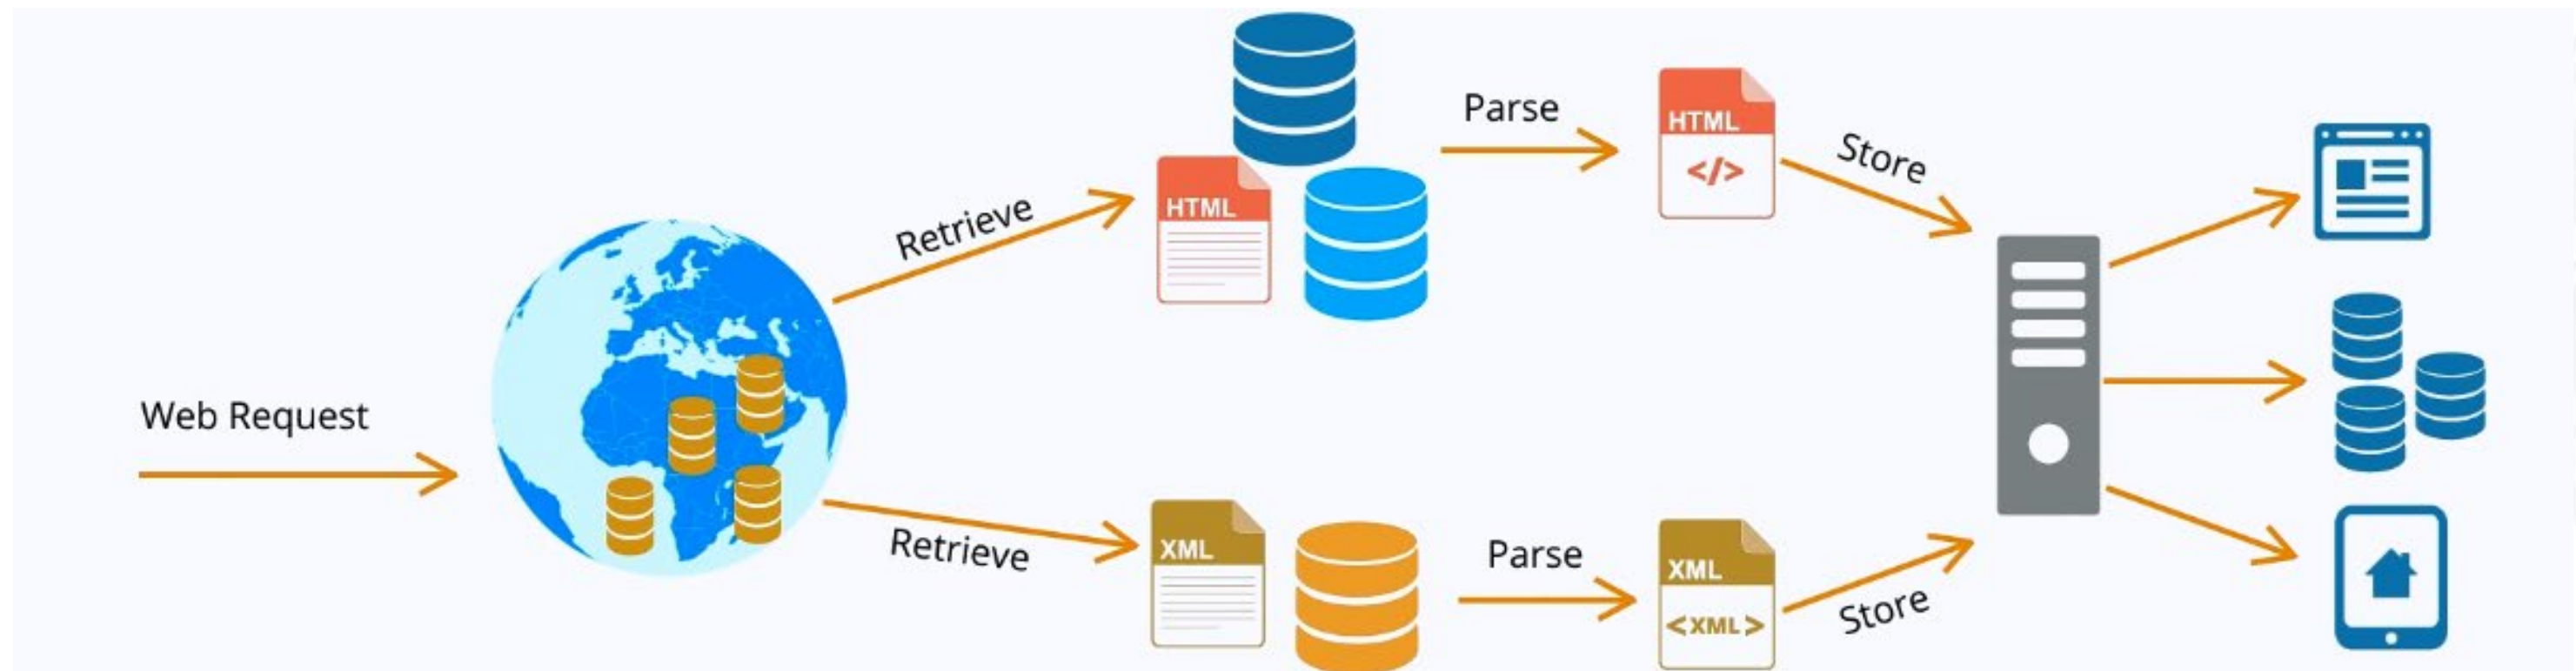 Web Request
Retrieve
HTML
Parse
HTML
</>
Store
Retrieve
XML
Parse
XML
<XML>
Store